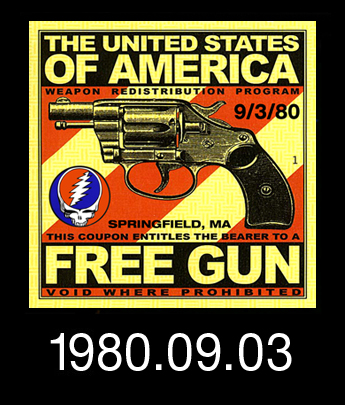 THE UNITED STATES
OF AMERICA
WEAPON REDISTRIBUTION PROGRAM
9/3/80
1
SPRINGFIELD, MA
THIS COUPON ENTITLES THE BEARER TO A
FREE GUN
VOID WHERE PROHIBITED
1980.09.03